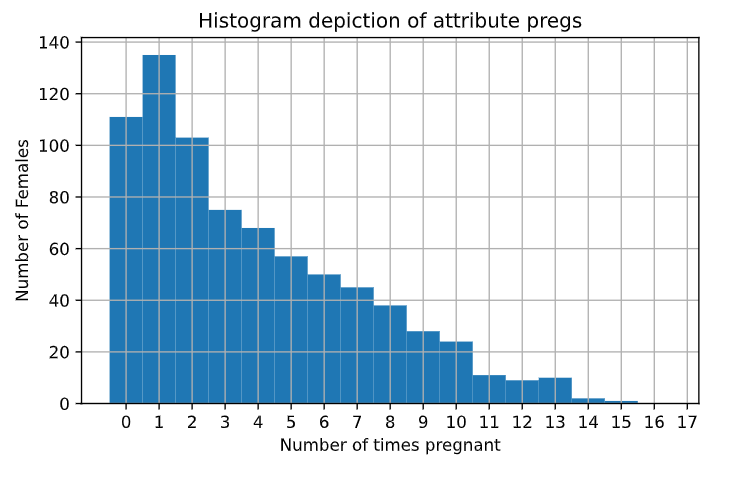 Histogram depiction of attribute pregs
140
120
100
80
60
40
20
0
Number of Females
0 1 2 3 4 5 6 7 8 9 10 11 12 13 14 15 16 17
Number of times pregnant